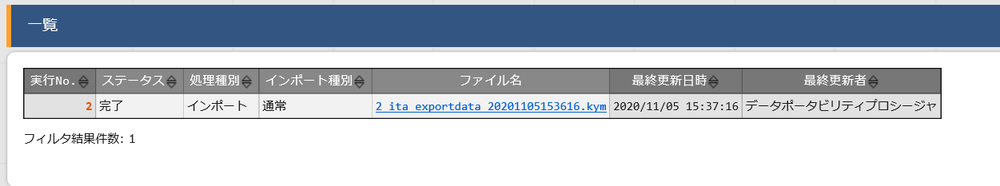 一覧
実行No. ステータス 処理種別 インポート種別 ファイル名 最終更新日時 最終更新者
2 完了 インポート 通常 2_ita_exportdata_20201105153616.kym 2020/11/05 15:37:16 データポータビリティプロシージャ
フィルタ結果件数: 1